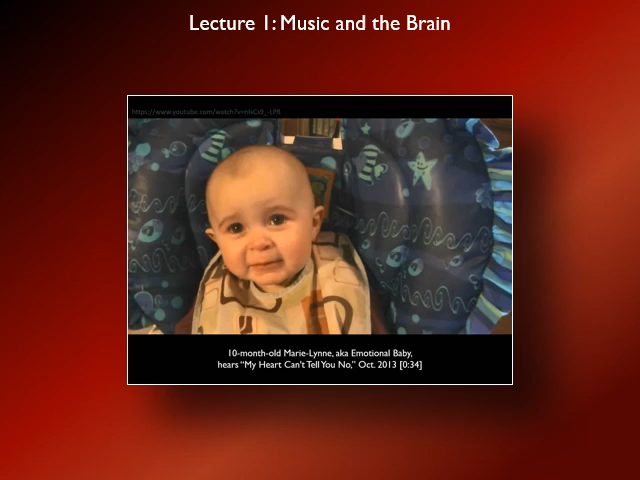 Lecture 1: Music and the Brain
10-month-old Marie-Lynne, aka Emotional Baby,
hears “My Heart Can't Tell You No,” Oct. 2013 [0:34]